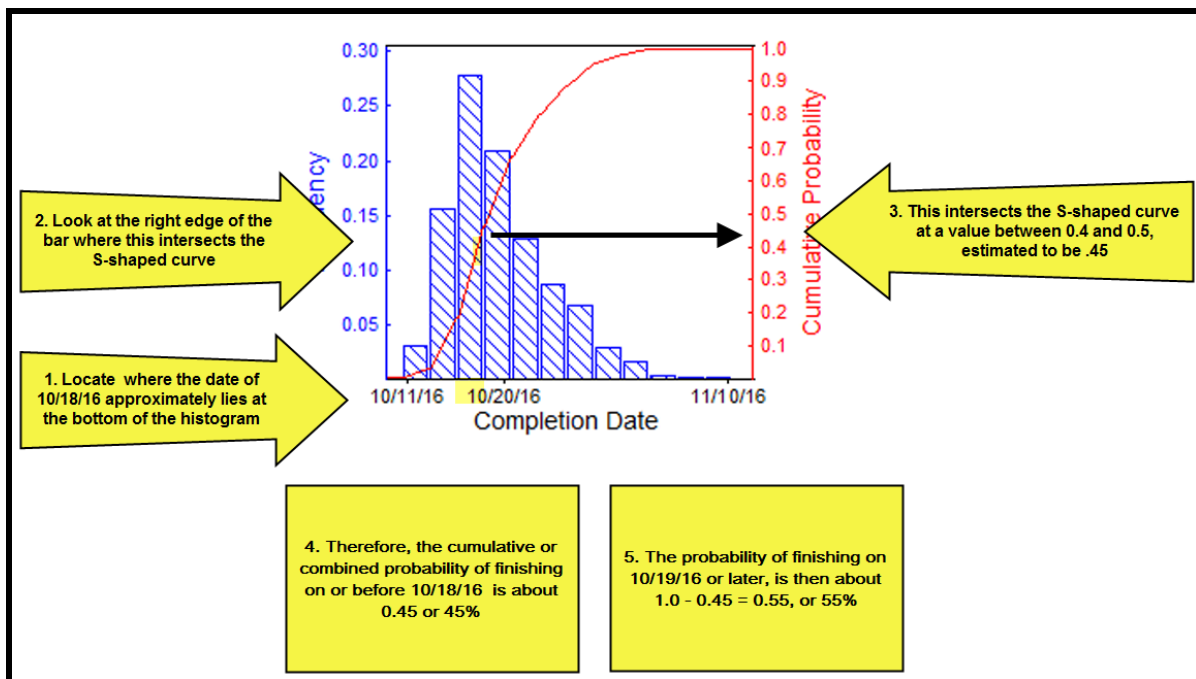 0.30
0.25
0.20
0.15
0.10
0.05
1.0
0.9
0.8
0.7
0.6
0.5
0.4
0.3
0.2
0.1
Cumulative Probability
10/11/16 10/20/16 11/10/16
Completion Date
2. Look at the right edge of the
bar where this intersects the
S-shaped curve
3. This intersects the S-shaped curve
at a value between 0.4 and 0.5,
estimated to be .45
1. Locate where the date of
10/18/16 approximately lies at
the bottom of the histogram
4. Therefore, the cumulative or
combined probability of finishing
on or before 10/18/16 is about
0.45 or 45%
5. The probability of finishing on
10/19/16 or later, is then about
1.0 - 0.45 = 0.55, or 55%